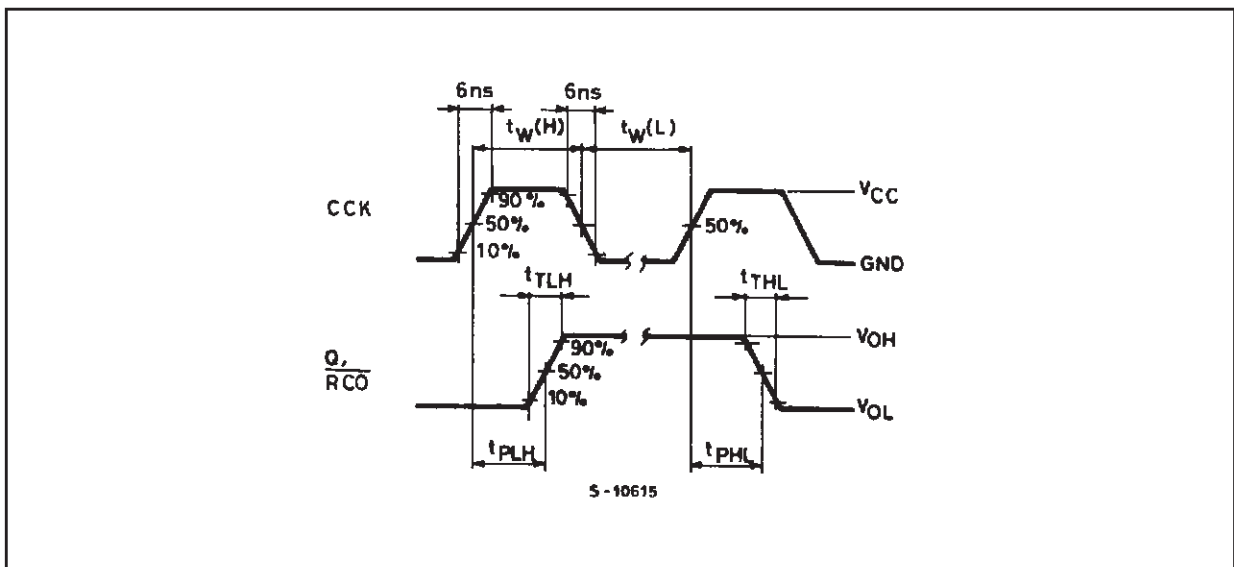 6ns 6ns
tW(H) tW(L)
CCK
90%
50%
10%
50%
VCC
GND
tTLH tTHL
Q,
RCO
90%
50%
10%
VOH
VOL
tPLH tPHL
S-10615